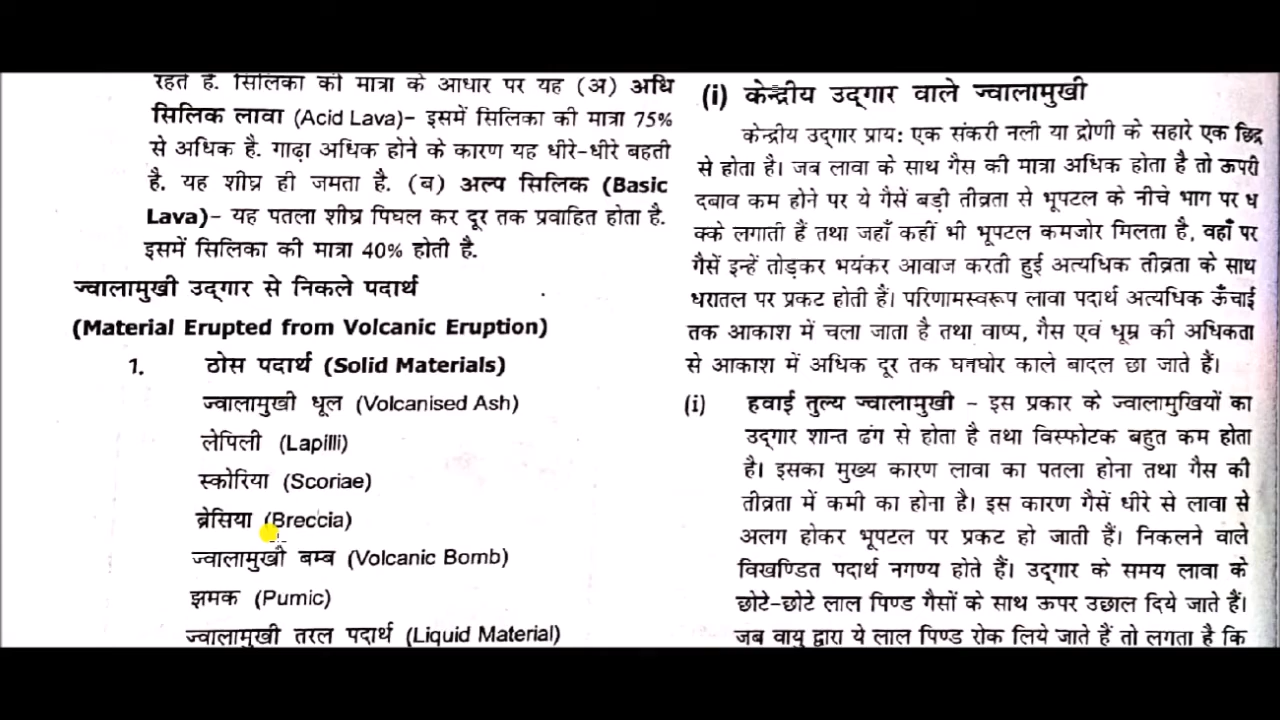 रहते हैं. सिलिका की मात्रा के आधार पर यह (अ) अधि
सिलिक लावा (Acid Lava)- इसमें सिलिका की मात्रा 75%
से अधिक है. गाढ़ा अधिक होने के कारण यह धीरे-धीरे बहती
है. यह शीघ्र ही जमता है. (ब) अल्प सिलिक (Basic
Lava)- यह पतला शीघ्र पिघल कर दूर तक प्रवाहित होता है.
इसमें सिलिका की मात्रा 40% होती है.
ज्वालामुखी उद्‌गार से निकले पदार्थ
(Material Erupted from Volcanic Eruption)
1. ठोस पदार्थ (Solid Materials)
ज्वालामुखी धूल (Volcanised Ash)
लेपिली (Lapilli)
स्कोरिया (Scoriae)
ब्रेसिया (Breccia)
ज्वालामुखी बम्ब (Volcanic Bomb)
झमक (Pumic)
ज्वालामुखी तरल पदार्थ (Liquid Material)
(i) केन्द्रीय उद्‌गार वाले ज्वालामुखी
केन्द्रीय उद्‌गार प्राय: एक संकरी नली या द्रोणी के सहारे एक छिद्र
से होता है। जब लावा के साथ गैस की मात्रा अधिक होता है तो ऊपरी
दबाव कम होने पर ये गैसें बड़ी तीव्रता से भूपटल के नीचे भाग पर ध
क्के लगाती हैं तथा जहाँ कहीं भी भूपटल कमजोर मिलता है, वहाँ पर
गैसें इन्हें तोड़कर भयंकर आवाज करती हुई अत्यधिक तीव्रता के साथ
धरातल पर प्रकट होती हैं। परिणामस्वरूप लावा पदार्थ अत्यधिक ऊँचाई
तक आकाश में चला जाता है तथा वाष्प, गैस एवं धूम्र की अधिकता
से आकाश में अधिक दूर तक घनघोर काले बादल छा जाते हैं।
(i) हवाई तुल्य ज्वालामुखी - इस प्रकार के ज्वालामुखियों का
उद्‌गार शान्त ढंग से होता है तथा विस्फोटक बहुत कम होता
है। इसका मुख्य कारण लावा का पतला होना तथा गैस की
तीव्रता में कमी का होना है। इस कारण गैसें धीरे से लावा से
अलग होकर भूपटल पर प्रकट हो जाती हैं। निकलने वाले
विखण्डित पदार्थ नगण्य होते हैं। उद्‌गार के समय लावा के
छोटे-छोटे लाल पिण्ड गैसों के साथ ऊपर उछाल दिये जाते हैं।
जब वायु द्वारा ये लाल पिण्ड रोक लिये जाते हैं तो लगता है कि